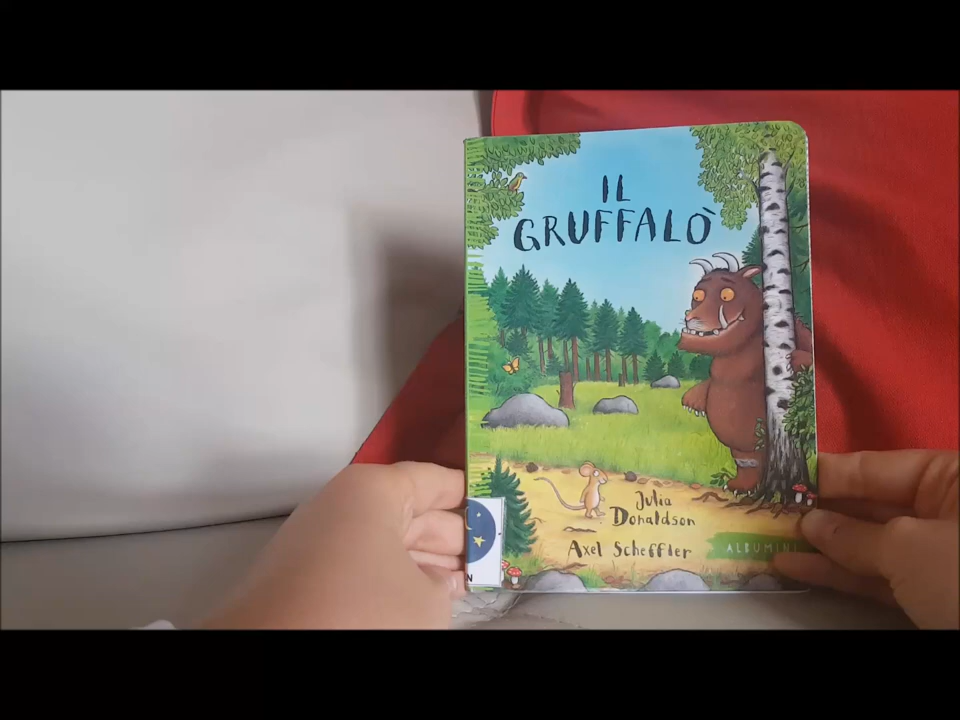 IL
GRUFFALÒ
Julia
Donaldson
Axel Scheffler
ALBUMINI
N